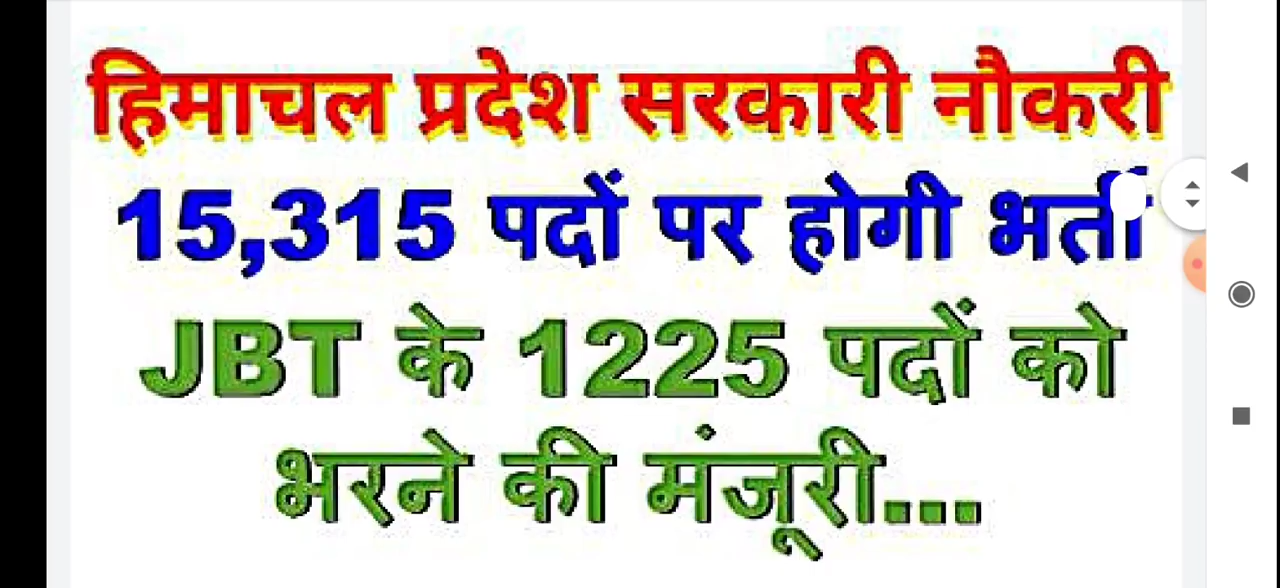 हिमाचल प्रदेश सरकारी नौकरी
15,315 पदों पर होगी भर्ती
JBT के 1225 पदों को
भरने की मंजूरी...